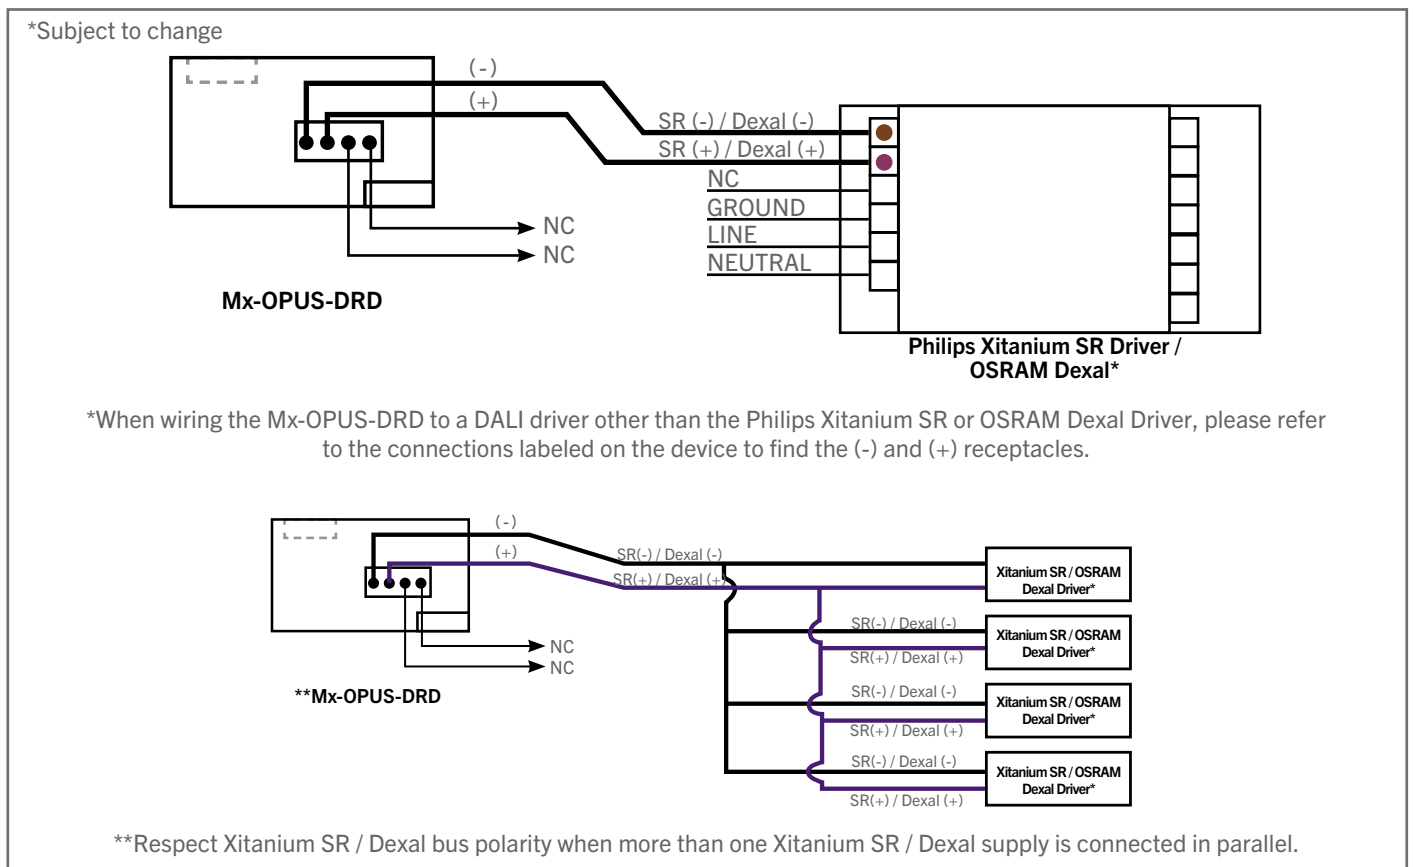 *Subject to change
(-)
(+)
SR (-) / Dexal (-)
SR (+) / Dexal (+)
NC
GROUND
LINE
NEUTRAL
NC
NC
Mx-OPUS-DRD
Philips Xitanium SR Driver /
OSRAM Dexal*
*When wiring the Mx-OPUS-DRD to a DALI driver other than the Philips Xitanium SR or OSRAM Dexal Driver, please refer
to the connections labeled on the device to find the (-) and (+) receptacles.
(-)
(+)
SR(-) / Dexal (-)
SR(+) / Dexal (+)
Xitanium SR / OSRAM
Dexal Driver*
SR(-) / Dexal (-)
SR(+) / Dexal (+)
Xitanium SR / OSRAM
Dexal Driver*
NC
NC
**Mx-OPUS-DRD
SR(-) / Dexal (-)
SR(+) / Dexal (+)
Xitanium SR / OSRAM
Dexal Driver*
SR(-) / Dexal (-)
SR(+) / Dexal (+)
Xitanium SR / OSRAM
Dexal Driver*
**Respect Xitanium SR / Dexal bus polarity when more than one Xitanium SR / Dexal supply is connected in parallel.